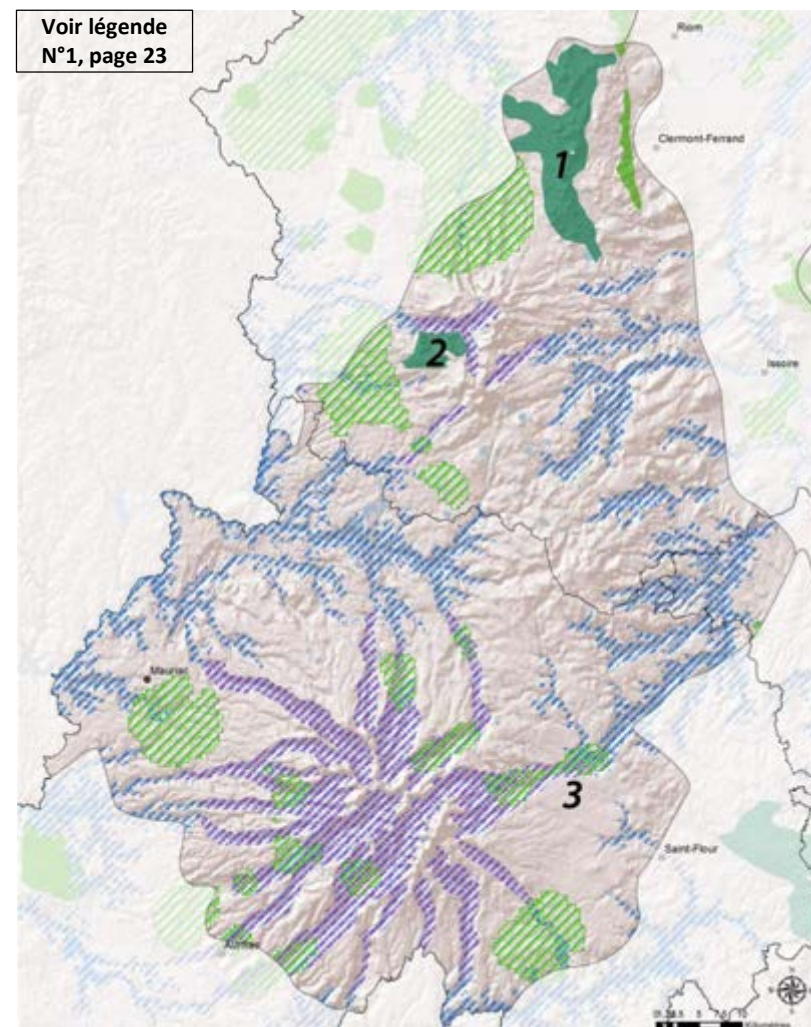 Voir légende
N°1, page 23
Riom
Clermont-Ferrand
1
2
Issoire
Mauriac
3
Saint-Flour
Aurillac